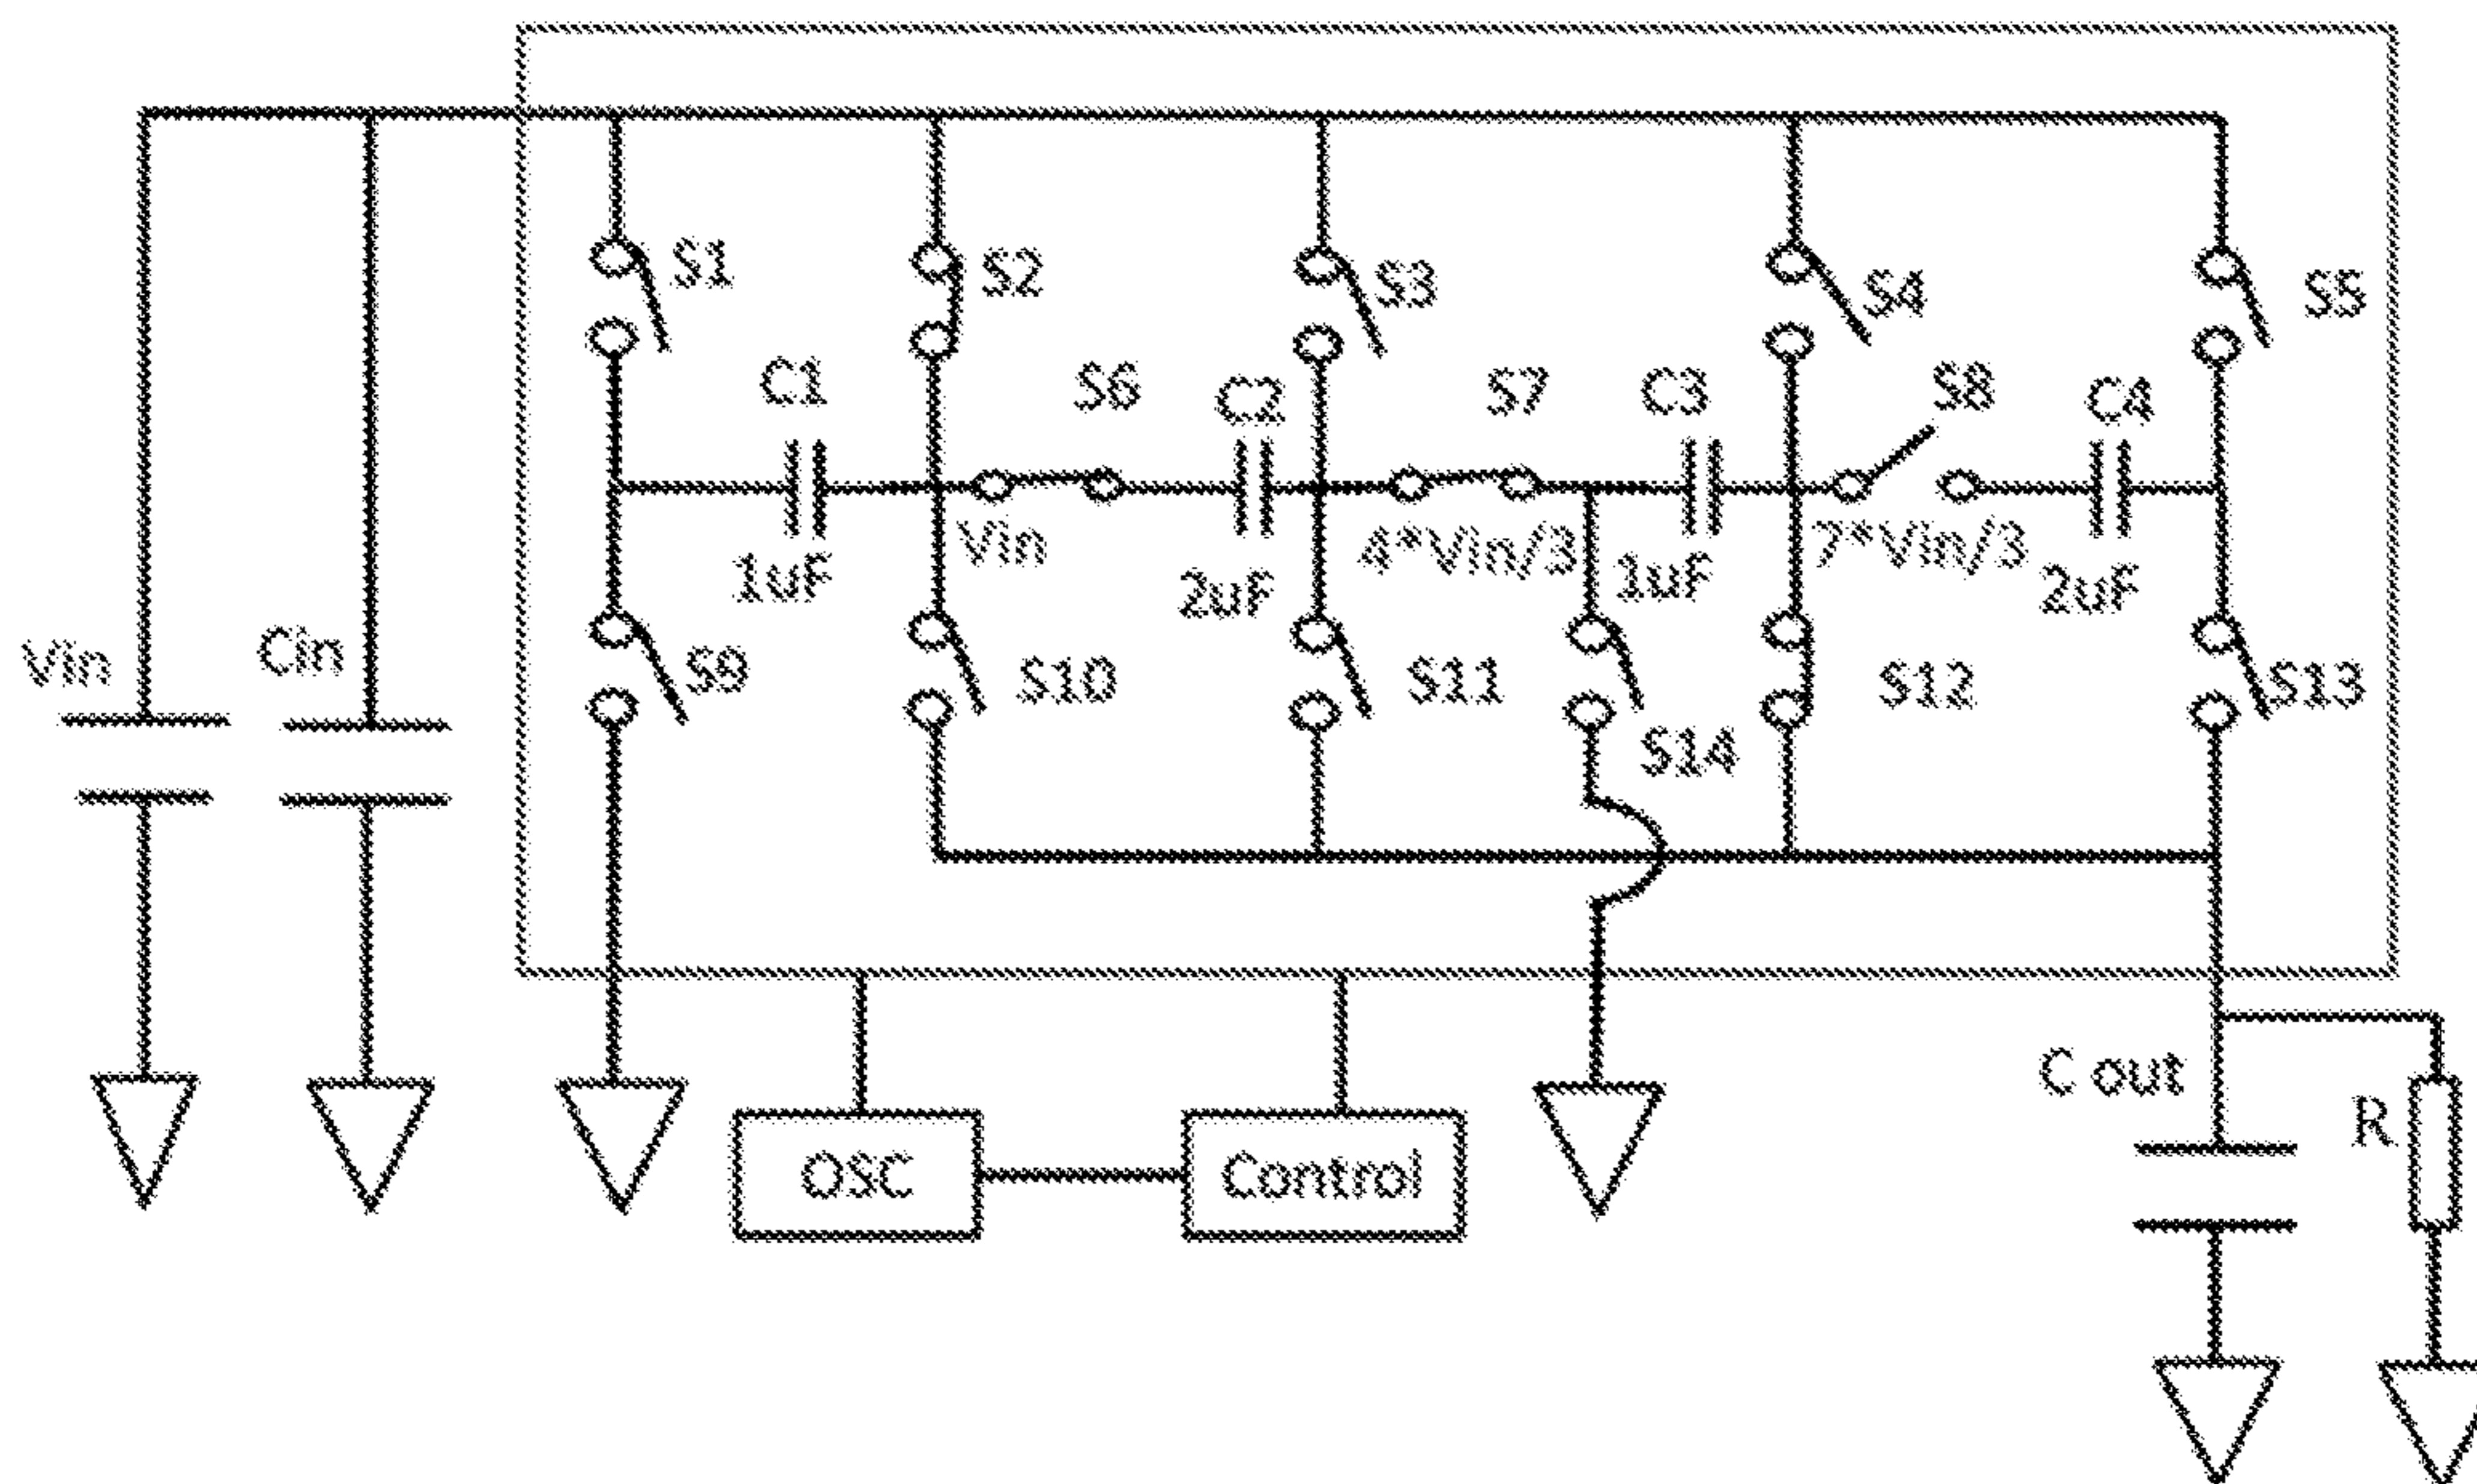 S1
S2
S3
S4
S5
C1
S6
C2
S7
C3
S8
C4
Vin
4*Vin/3
7*Vin/3
1uF
2uF
1uF
2uF
Vin
Cin
S9
S10
S11
S12
S13
S14
C out
R
OSC
Control